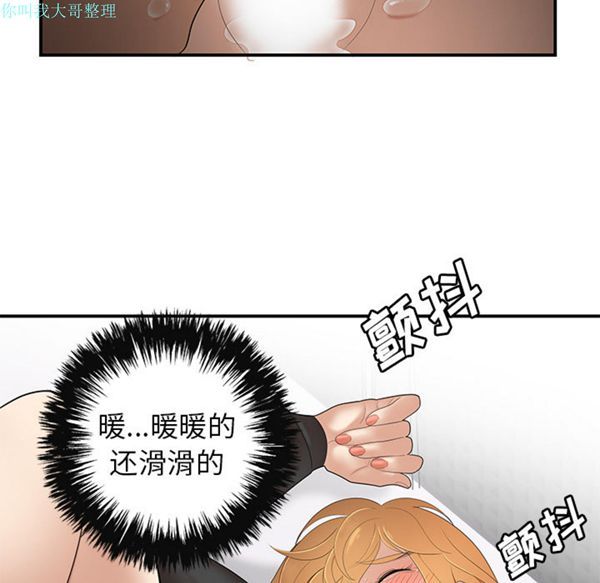 你叫我大哥整理
颤抖
暖...暖暖的
还滑滑的
颤抖